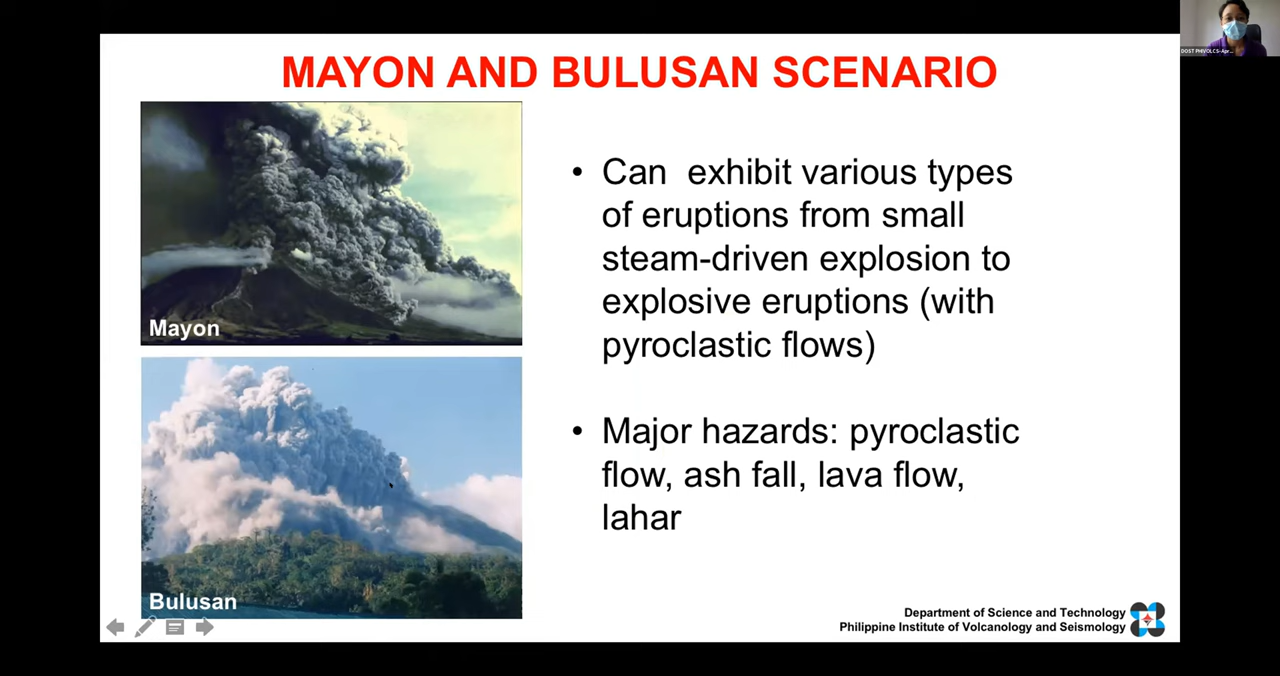 MAYON AND BULUSAN SCENARIO
Mayon
Bulusan
• Can  exhibit various types
of eruptions from small
steam-driven explosion to
explosive eruptions (with
pyroclastic flows)
• Major hazards: pyroclastic
flow, ash fall, lava flow,
lahar
Department of Science and Technology
Philippine Institute of Volcanology and Seismology
DOST PHIVOLCS-Apr...